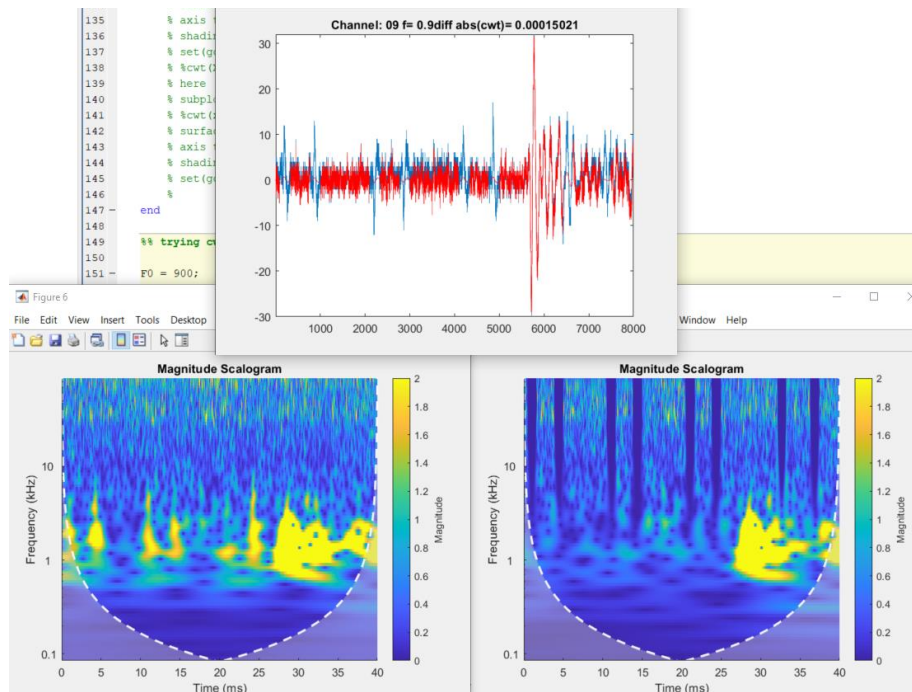 135 % axis t
136 % shadin
137 % set(go
138 % %cwt(X
139 % here
140 % subplo
141 % %cwt(x
142 % surfac
143 % axis t
144 % shadin
145 % set(go
146 %
147 – end
148
149 %% trying cw
150
151 – F0 = 900;
Channel: 09 f= 0.9diff abs(cwt)= 0.00015021
30
20
10
0
-10
-20
-30
1000 2000 3000 4000 5000 6000 7000 8000
Figure 6
File Edit View Insert Tools Desktop Window Help
Magnitude Scalogram
Frequency (kHz)
10
1
0.1
0 5 10 15 20 25 30 35 40
Time (ms)
2
1.8
1.6
1.4
1.2
1
0.8
0.6
0.4
0.2
0
Magnitude
Magnitude Scalogram
Frequency (kHz)
10
1
0.1
0 5 10 15 20 25 30 35 40
Time (ms)
2
1.8
1.6
1.4
1.2
1
0.8
0.6
0.4
0.2
0
Magnitude